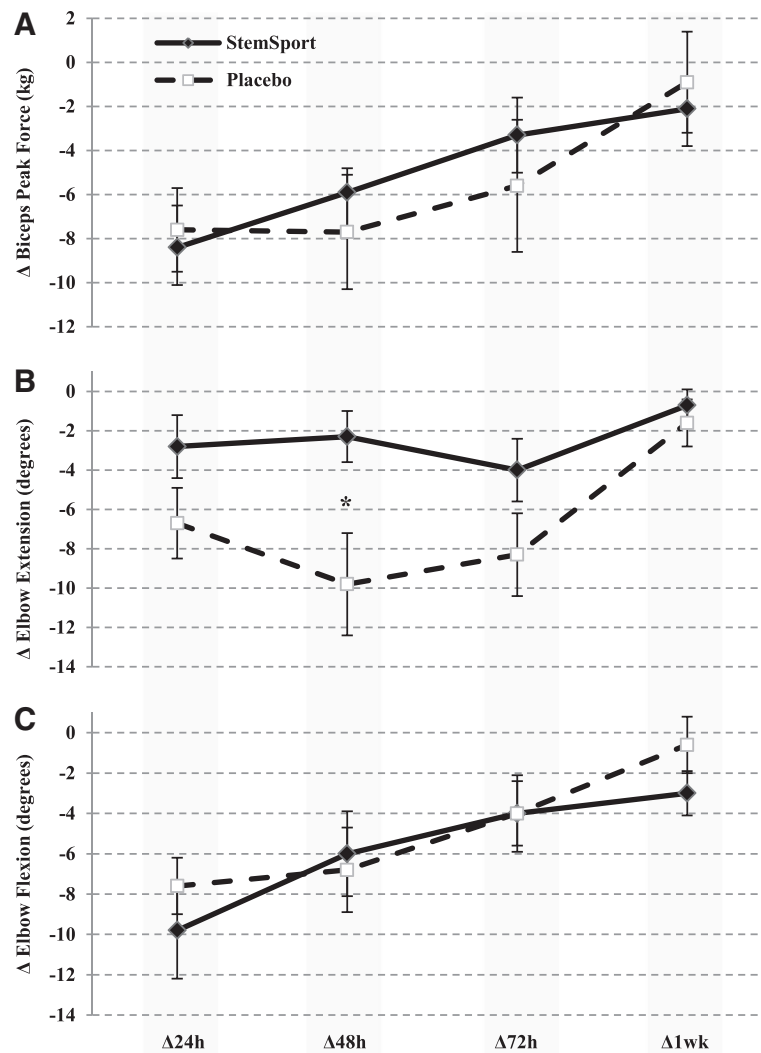 A
Δ Biceps Peak Force (kg)
2
0
-2
-4
-6
-8
-10
-12
StemSport
Placebo
B
Δ Elbow Extension (degrees)
0
-2
-4
-6
-8
-10
-12
-14
*
C
Δ Elbow Flexion (degrees)
0
-2
-4
-6
-8
-10
-12
-14
Δ24h Δ48h Δ72h Δ1wk